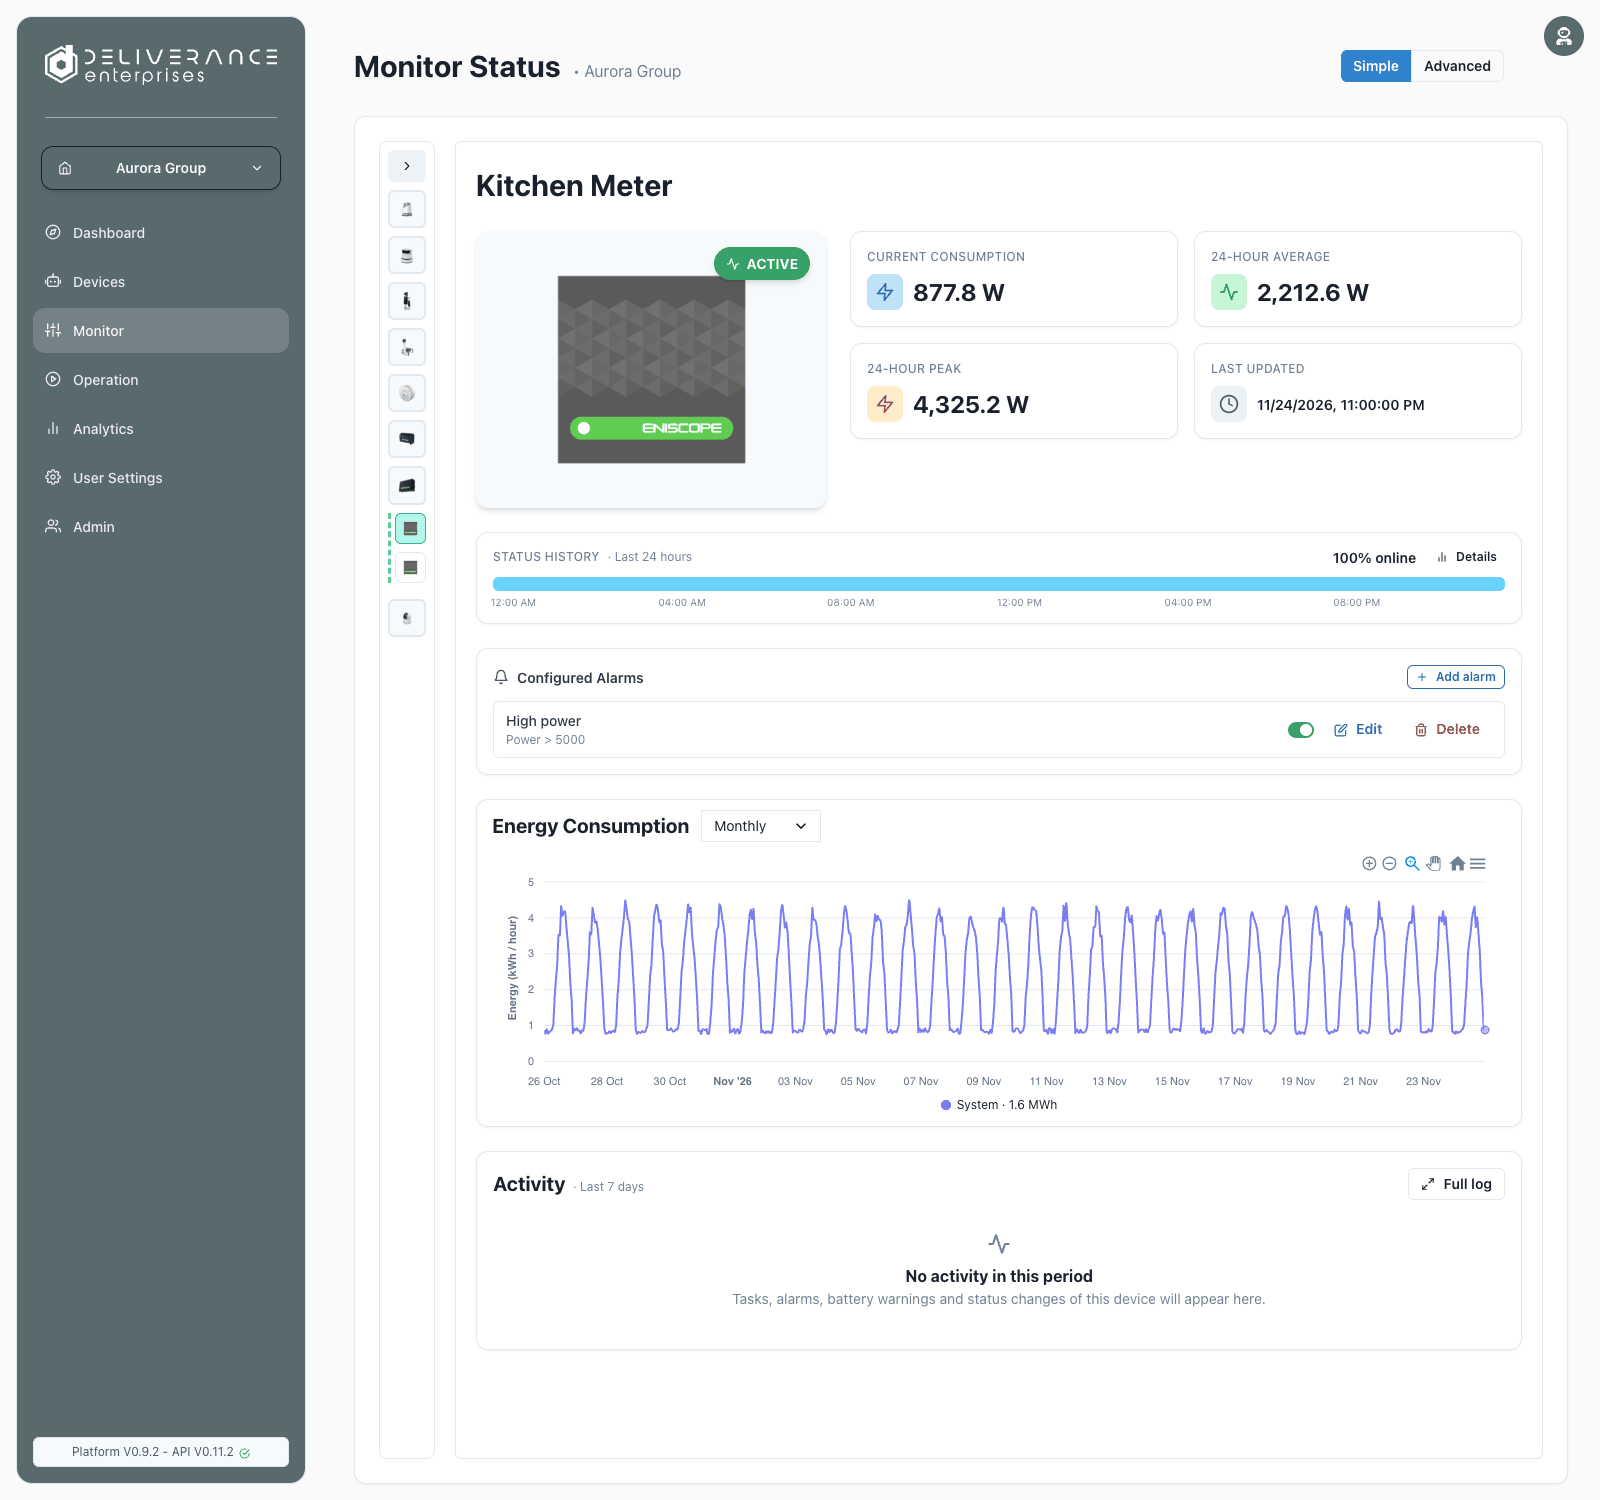 DELIVERANCE
enterprises
Aurora Group
Dashboard
Devices
Monitor
Operation
Analytics
User Settings
Admin
Platform V0.9.2 - API V0.11.2
Monitor Status · Aurora Group
Simple Advanced
Kitchen Meter
ACTIVE
ENISCOPE
CURRENT CONSUMPTION
877.8 W
24-HOUR AVERAGE
2,212.6 W
24-HOUR PEAK
4,325.2 W
LAST UPDATED
11/24/2026, 11:00:00 PM
STATUS HISTORY · Last 24 hours
100% online Details
12:00 AM 04:00 AM 08:00 AM 12:00 PM 04:00 PM 08:00 PM
Configured Alarms
Add alarm
High power
Power > 5000
Edit Delete
Energy Consumption Monthly
Energy (kWh / hour)
5
4
3
2
1
0
26 Oct 28 Oct 30 Oct Nov '26 03 Nov 05 Nov 07 Nov 09 Nov 11 Nov 13 Nov 15 Nov 17 Nov 19 Nov 21 Nov 23 Nov
System · 1.6 MWh
Activity · Last 7 days
Full log
No activity in this period
Tasks, alarms, battery warnings and status changes of this device will appear here.